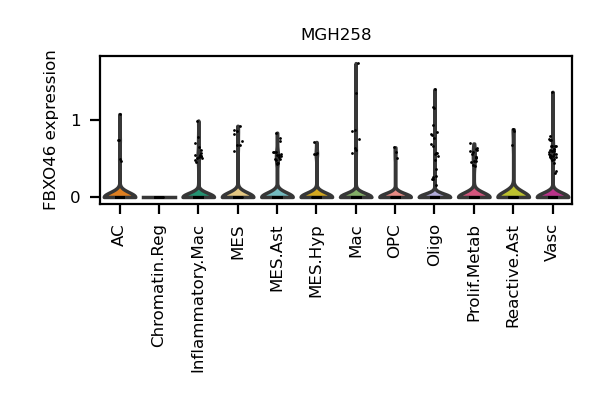 MGH258
FBXO46 expression
1
0
AC
Chromatin.Reg
Inflammatory.Mac
MES
MES.Ast
MES.Hyp
Mac
OPC
Oligo
Prolif.Metab
Reactive.Ast
Vasc